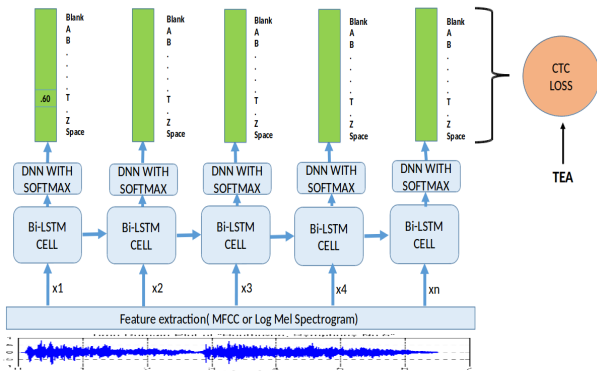 Blank Blank Blank Blank Blank
A A A A A
B B B B B
. . . . .
. . . . .
. . . . .
. . . . .
.60 T T T T T
. . . . .
Z Z Z Z Z
Space Space Space Space Space
CTC
LOSS
TEA
DNN WITH DNN WITH DNN WITH DNN WITH DNN WITH
SOFTMAX SOFTMAX SOFTMAX SOFTMAX SOFTMAX
Bi-LSTM Bi-LSTM Bi-LSTM Bi-LSTM Bi-LSTM
CELL CELL CELL CELL CELL
x1 x2 x3 x4 xn
Feature extraction( MFCC or Log Mel Spectrogram)